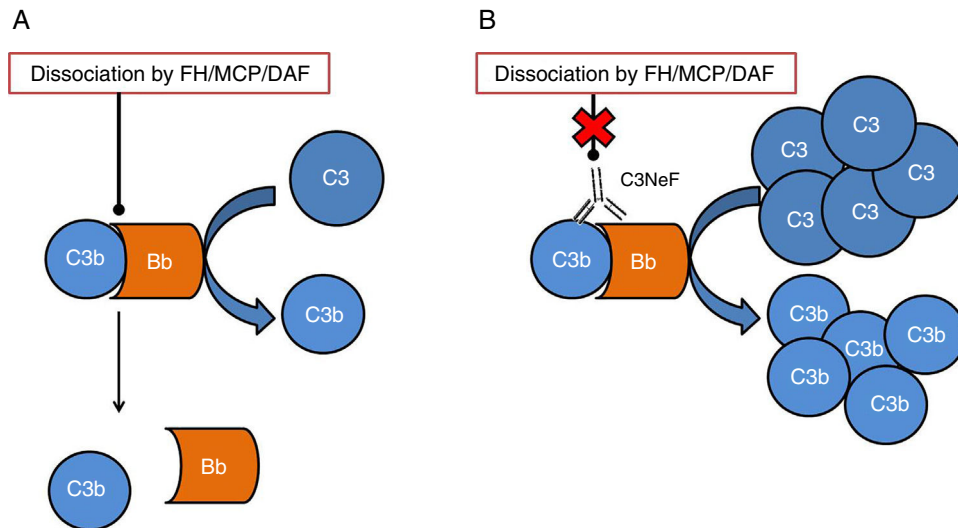 A
Dissociation by FH/MCP/DAF
C3
C3b
Bb
C3b
C3b
Bb
B
Dissociation by FH/MCP/DAF
C3NeF
C3
C3
C3
C3
C3
C3b
Bb
C3b
C3b
C3b
C3b
C3b